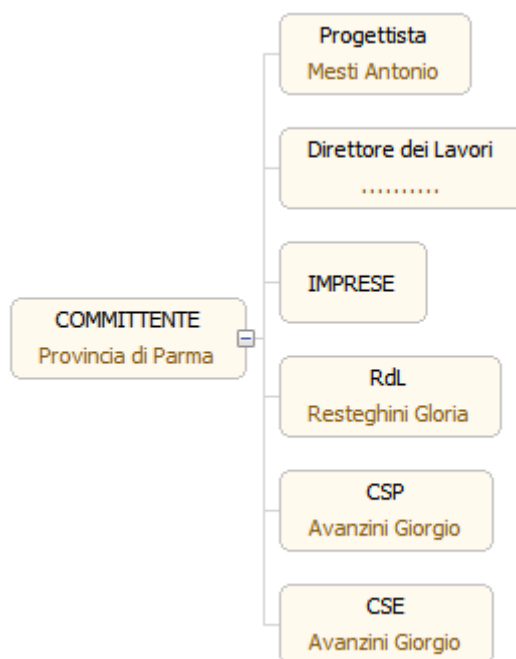 Progettista
Mesti Antonio
Direttore dei Lavori
..........
IMPRESE
COMMITTENTE
Provincia di Parma
RdL
Resteghini Gloria
CSP
Avanzini Giorgio
CSE
Avanzini Giorgio